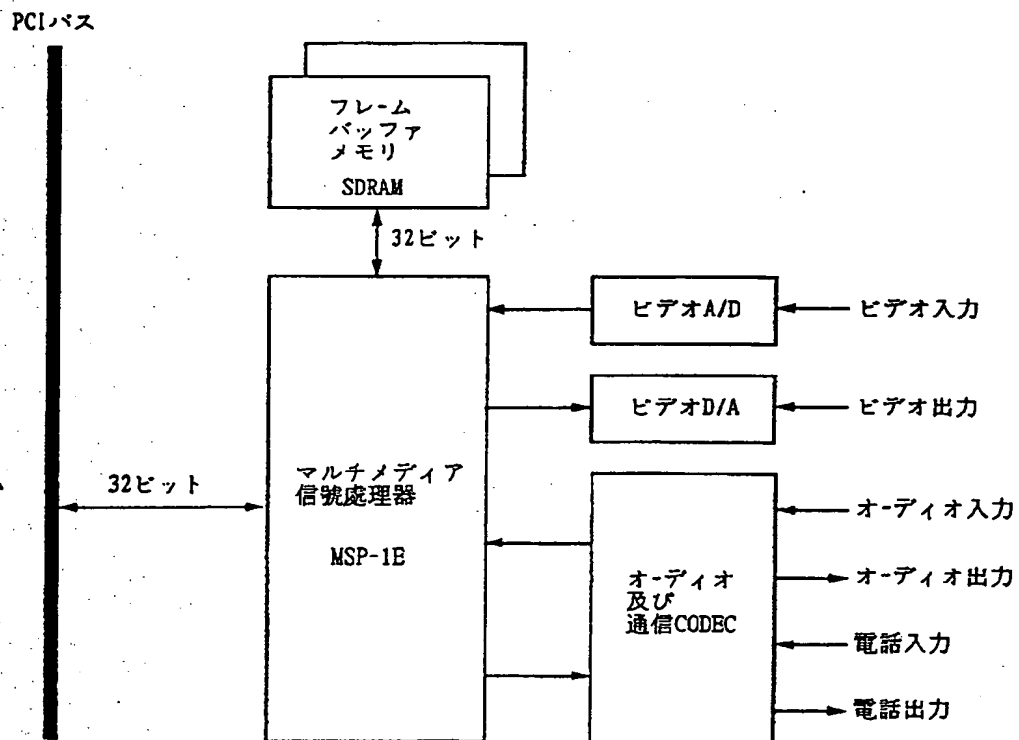 PCIバス
フレ-ム
バッファ
メモリ
SDRAM
32ビット
ビデオA/D
ビデオ入力
ビデオD/A
ビデオ出力
マルチメディア
信號處理器
MSP-1E
32ビット
オ-ディオ
及び
通信CODEC
オ-ディオ入力
オ-ディオ出力
電話入力
電話出力